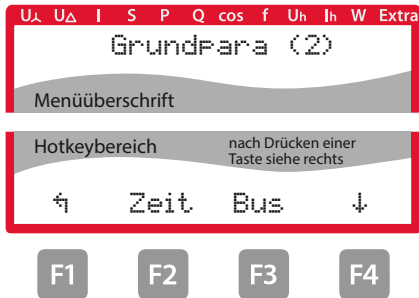 U⅄ U△ I S P Q cos f Uh Ih W Extra
Grundpara (2)
Menüüberschrift
Hotkeybereich nach Drücken einer
Taste siehe rechts
↰ Zeit Bus ↓
F1 F2 F3 F4